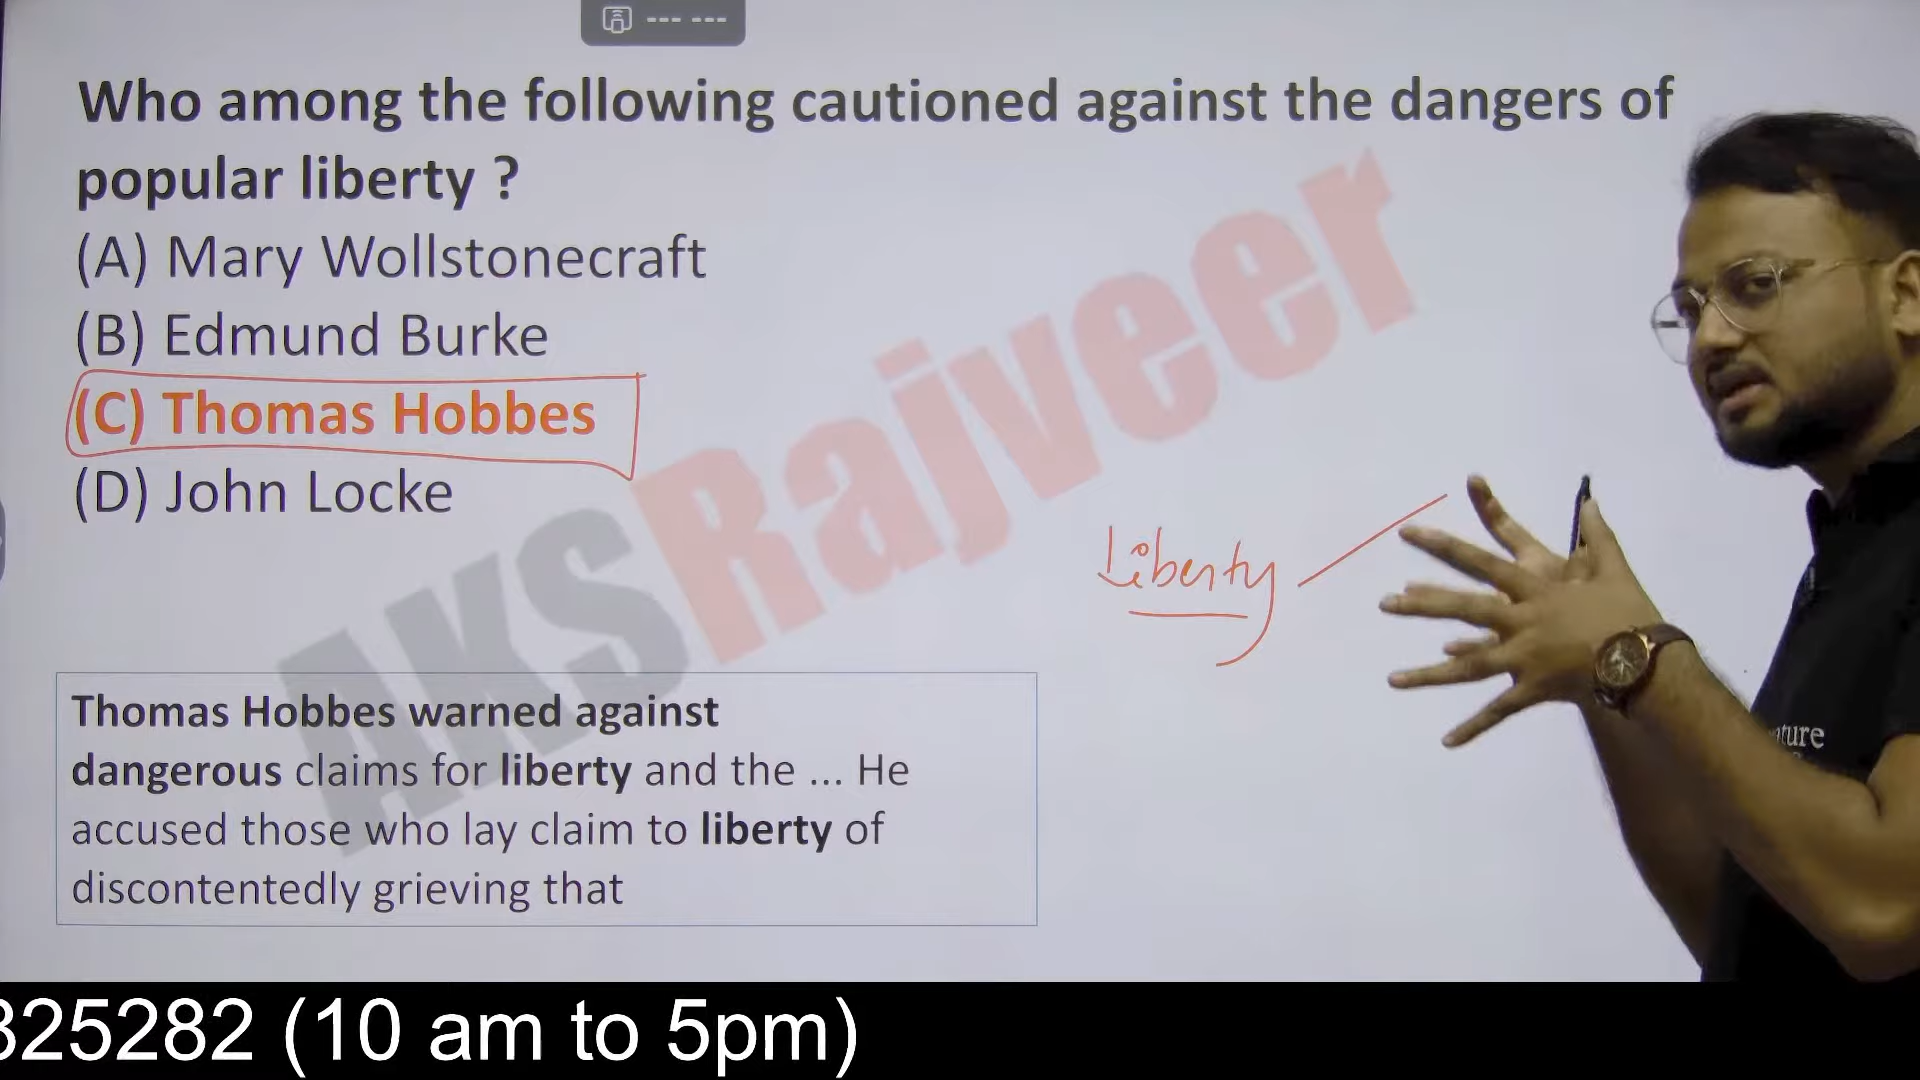 --- ---
Who among the following cautioned against the dangers of
popular liberty ?
(A) Mary Wollstonecraft
(B) Edmund Burke
(C) Thomas Hobbes
(D) John Locke
AKSRajveer
Liberty
Thomas Hobbes warned against
dangerous claims for liberty and the ... He
accused those who lay claim to liberty of
discontentedly grieving that
ature
325282 (10 am to 5pm)